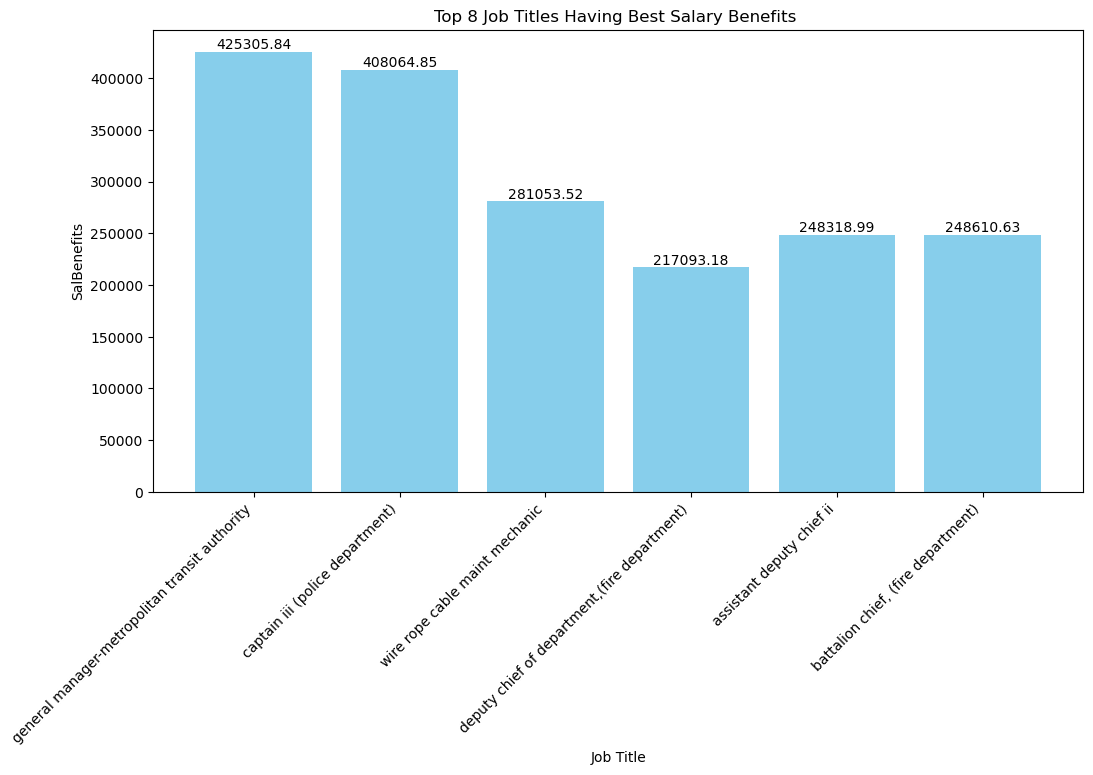 Top 8 Job Titles Having Best Salary Benefits
425305.84
408064.85
281053.52
217093.18
248318.99
248610.63
400000
350000
300000
250000
200000
150000
100000
50000
0
SalBenefits
general manager-metropolitan transit authority
captain iii (police department)
wire rope cable maint mechanic
deputy chief of department,(fire department)
assistant deputy chief ii
battalion chief, (fire department)
Job Title